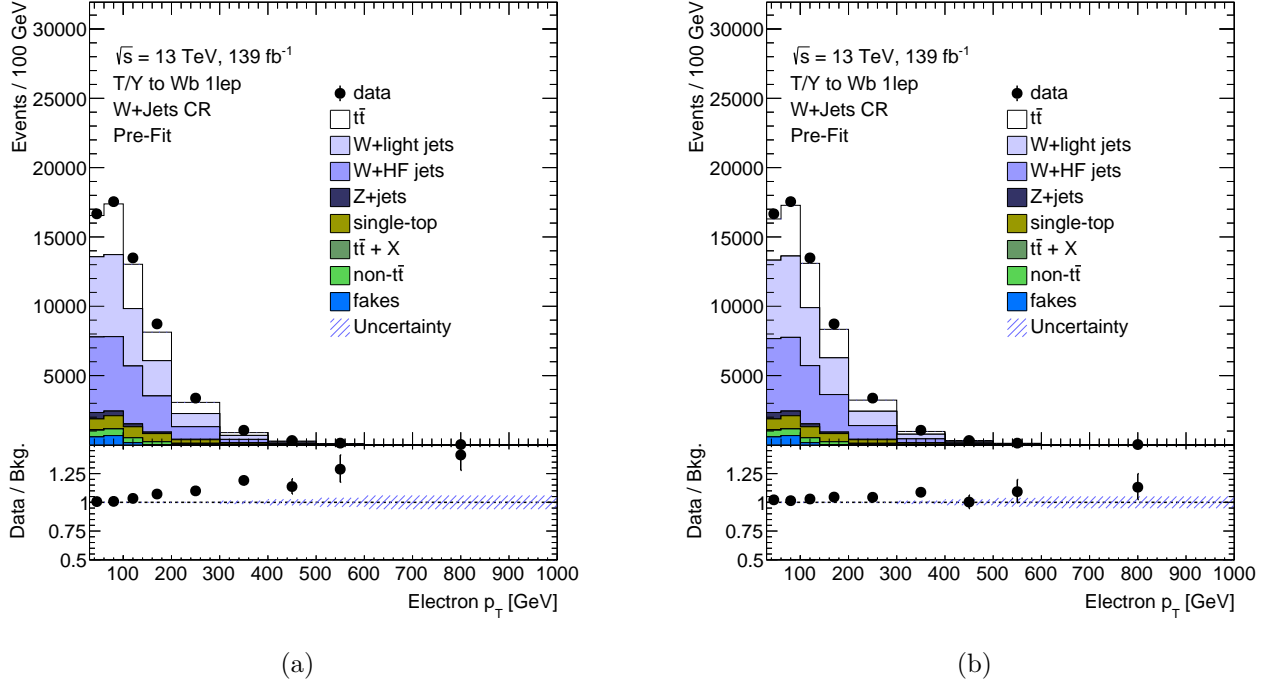 Events / 100 GeV
30000
25000
20000
15000
10000
5000
√s = 13 TeV, 139 fb⁻¹
T/Y to Wb 1lep
W+Jets CR
Pre-Fit
data
tt̄
W+light jets
W+HF jets
Z+jets
single-top
tt̄ + X
non-tt̄
fakes
Uncertainty
Data / Bkg.
1.25
1
0.75
0.5
100 200 300 400 500 600 700 800 900 1000
Electron p_T [GeV]
(a)
Events / 100 GeV
30000
25000
20000
15000
10000
5000
√s = 13 TeV, 139 fb⁻¹
T/Y to Wb 1lep
W+Jets CR
Pre-Fit
data
tt̄
W+light jets
W+HF jets
Z+jets
single-top
tt̄ + X
non-tt̄
fakes
Uncertainty
Data / Bkg.
1.25
1
0.75
0.5
100 200 300 400 500 600 700 800 900 1000
Electron p_T [GeV]
(b)